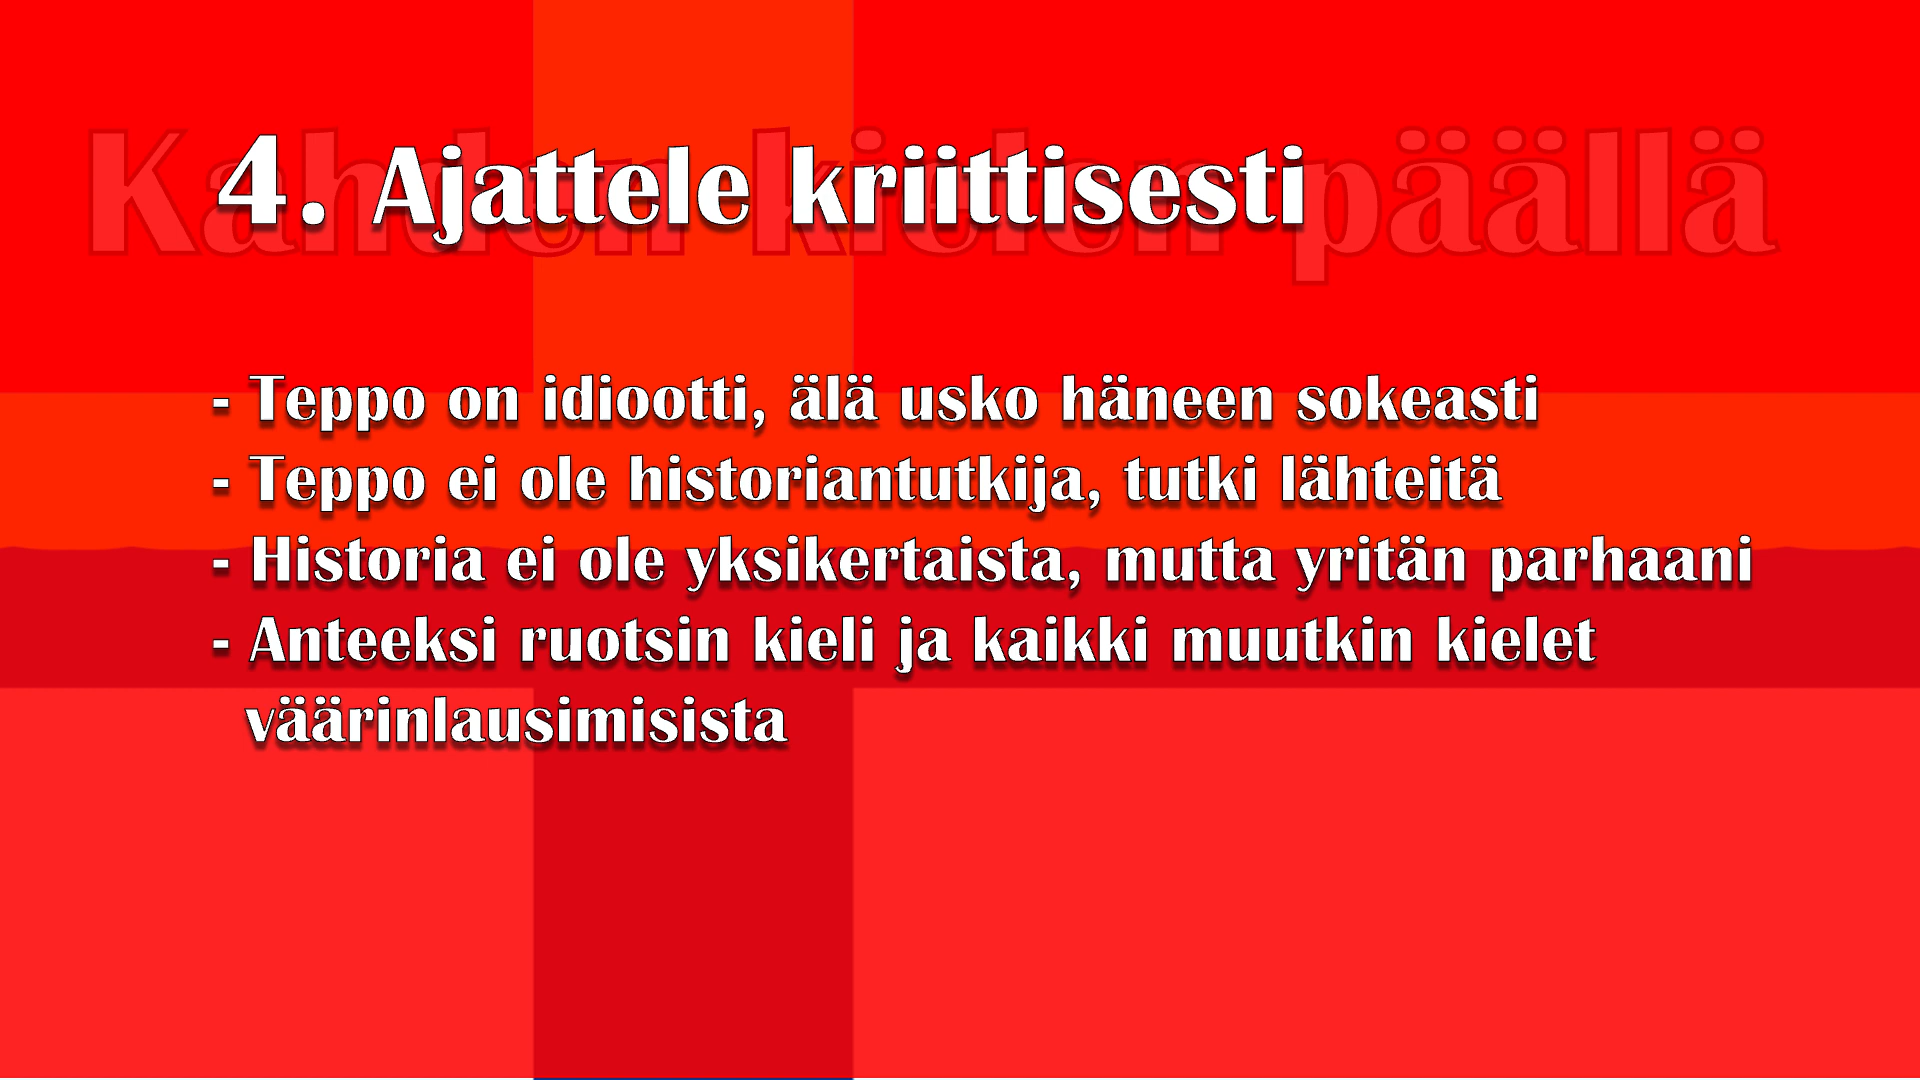 Kahden kielen päällä
4. Ajattele kriittisesti
- Teppo on idiootti, älä usko häneen sokeasti
- Teppo ei ole historiantutkija, tutki lähteitä
- Historia ei ole yksikertaista, mutta yritän parhaani
- Anteeksi ruotsin kieli ja kaikki muutkin kielet
väärinlausimisista